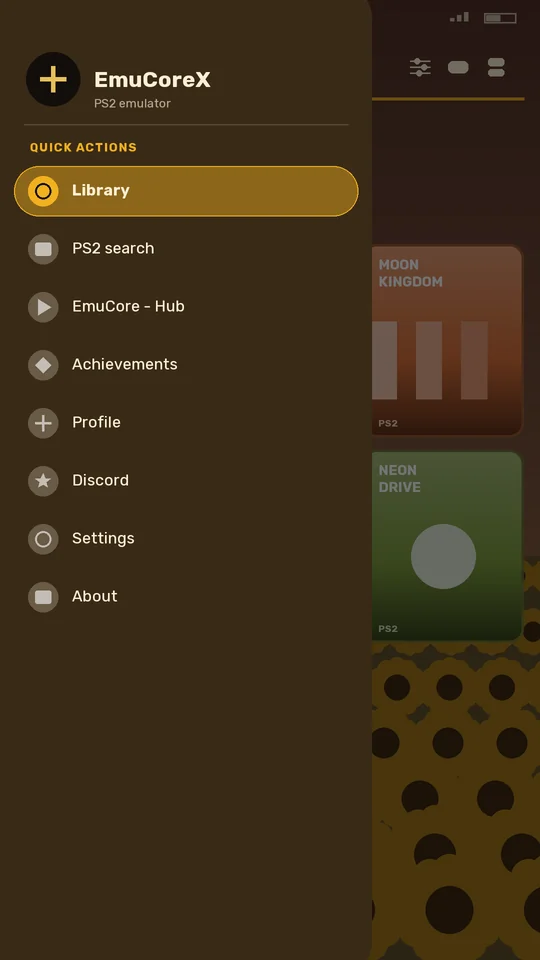 EmuCoreX
PS2 emulator
QUICK ACTIONS
Library
PS2 search
EmuCore - Hub
Achievements
Profile
Discord
Settings
About
MOON
KINGDOM
PS2
NEON
DRIVE
PS2